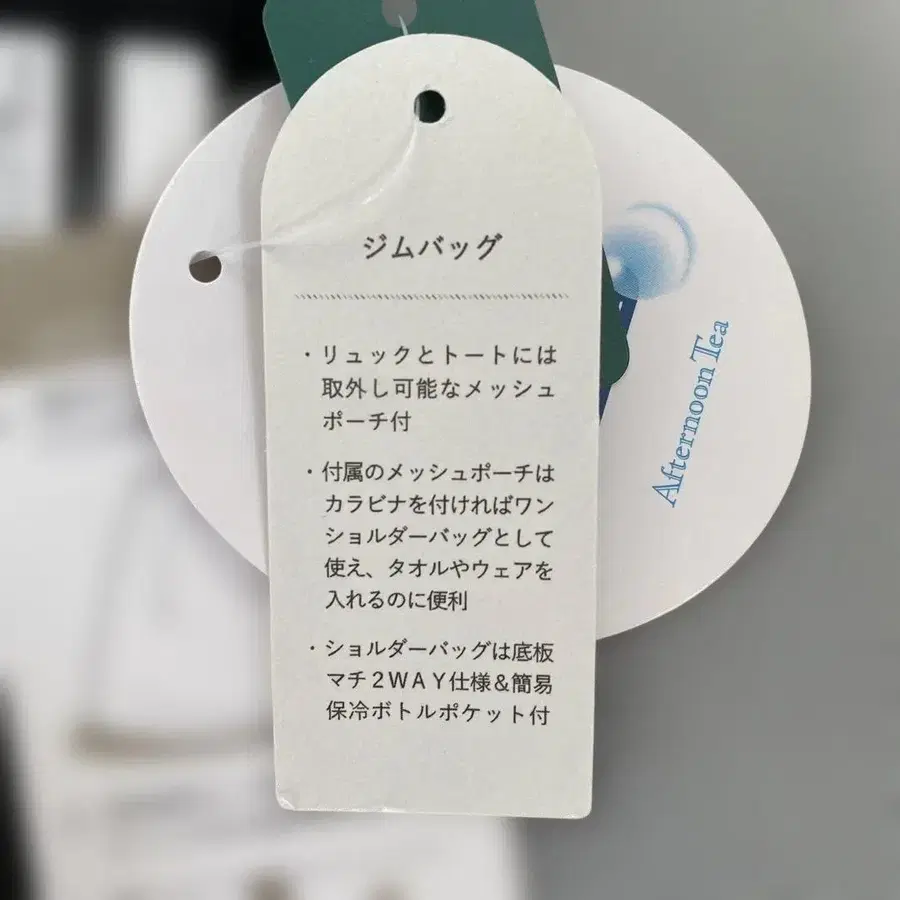 ジムバッグ
・リュックとトートには
取外し可能なメッシュ
ポーチ付
・付属のメッシュポーチは
カラビナを付ければワン
ショルダーバッグとして
使え、タオルやウェアを
入れるのに便利
・ショルダーバッグは底板
マチ2WAY仕様&簡易
保冷ボトルポケット付
Afternoon Tea